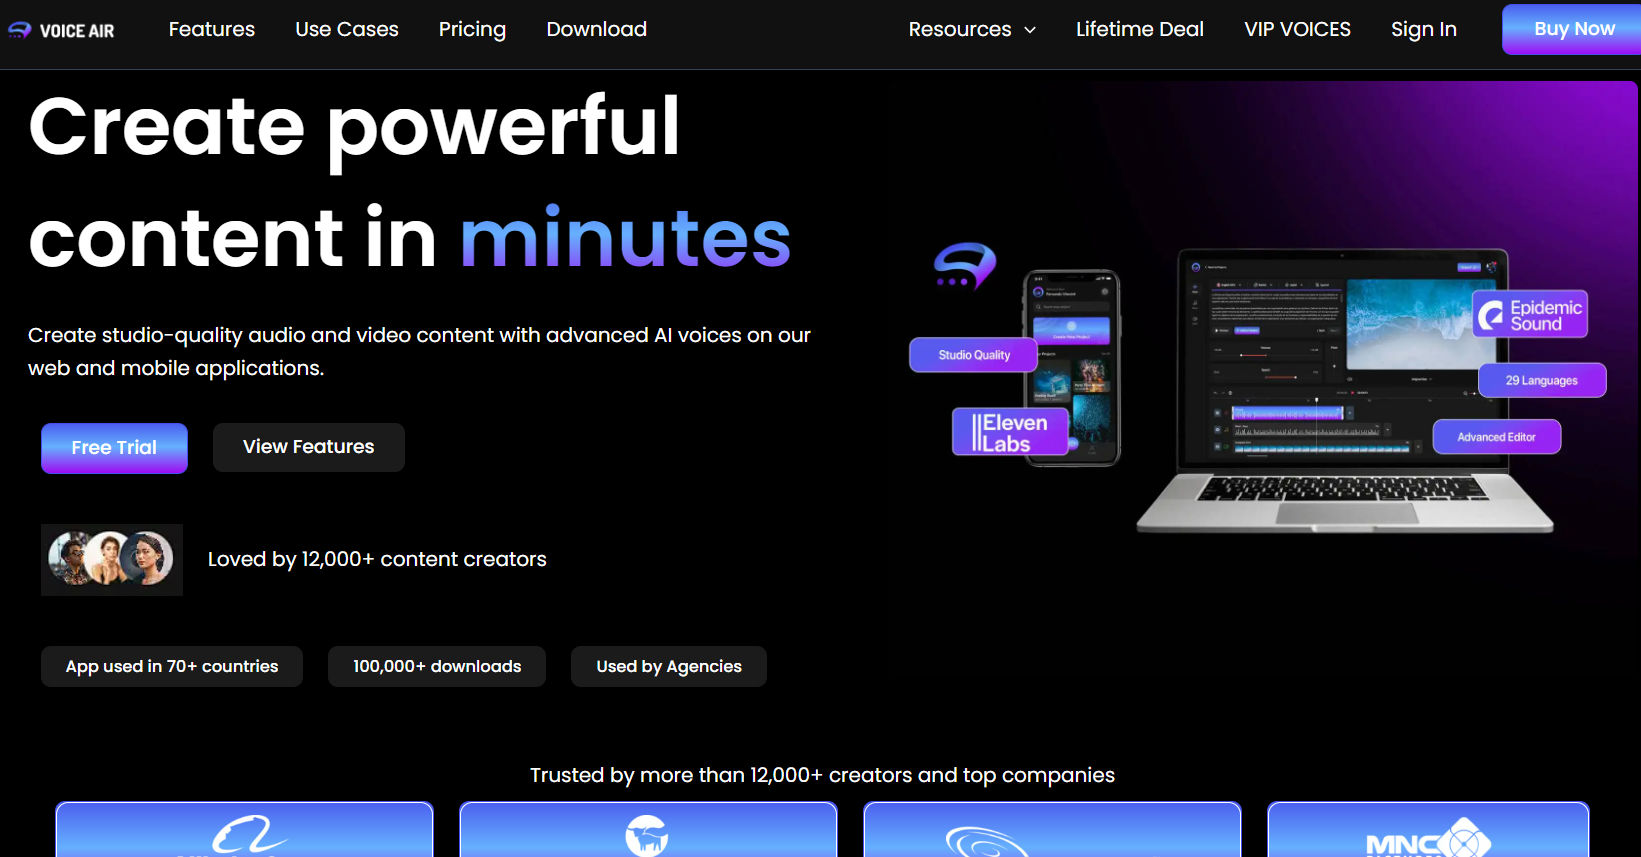 VOICE AIR
Features
Use Cases
Pricing
Download
Resources
Lifetime Deal
VIP VOICES
Sign In
Buy Now
Create powerful
content in minutes
Create studio-quality audio and video content with advanced AI voices on our
web and mobile applications.
Free Trial
View Features
Loved by 12,000+ content creators
App used in 70+ countries
100,000+ downloads
Used by Agencies
Studio Quality
IIEleven
Labs
Create New Project
Epidemic
Sound
29 Languages
Advanced Editor
Trusted by more than 12,000+ creators and top companies
MNC